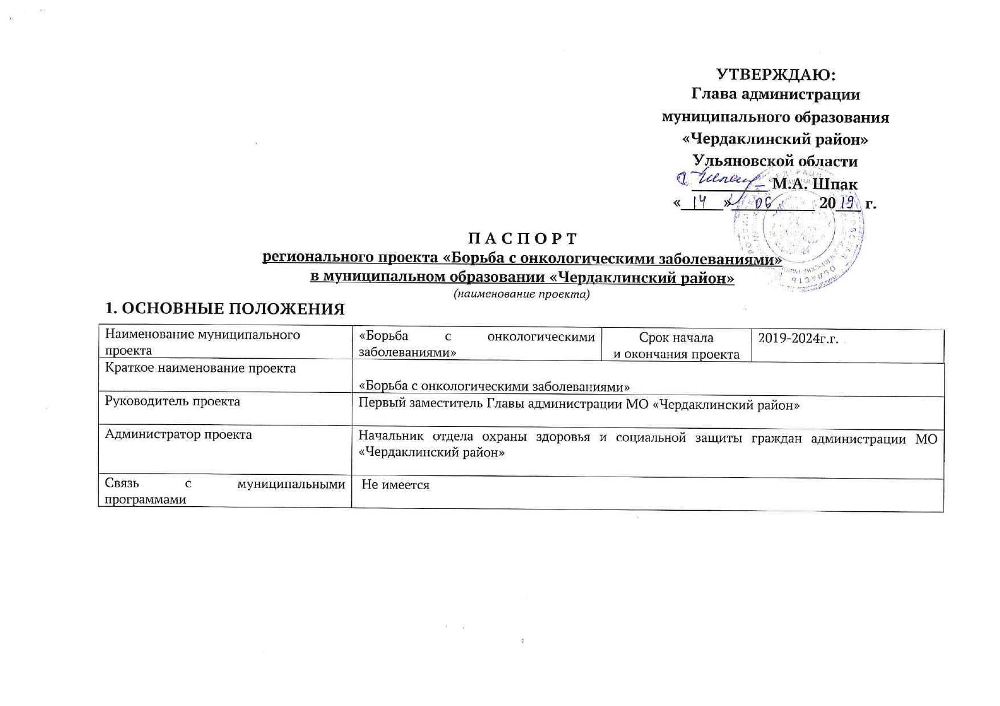 УТВЕРЖДАЮ:
Глава администрации
муниципального образования
«Чердаклинский район»
Ульяновской области
__________ М.А. Шпак
«14» 06 2019 г.
П А С П О Р Т
регионального проекта «Борьба с онкологическими заболеваниями»
в муниципальном образовании «Чердаклинский район»
(наименование проекта)
1. ОСНОВНЫЕ ПОЛОЖЕНИЯ
Наименование муниципального
проекта
«Борьба с онкологическими
заболеваниями»
Срок начала
и окончания проекта
2019-2024г.г.
Краткое наименование проекта
«Борьба с онкологическими заболеваниями»
Руководитель проекта
Первый заместитель Главы администрации МО «Чердаклинский район»
Администратор проекта
Начальник отдела охраны здоровья и социальной защиты граждан администрации МО
«Чердаклинский район»
Связь с муниципальными
программами
Не имеется